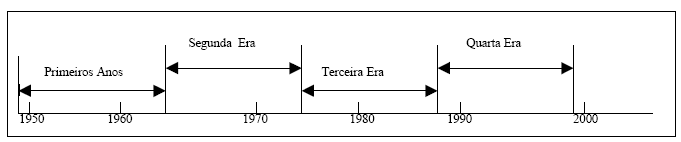 Segunda Era
Quarta Era
Primeiros Anos
Terceira Era
1950 1960 1970 1980 1990 2000